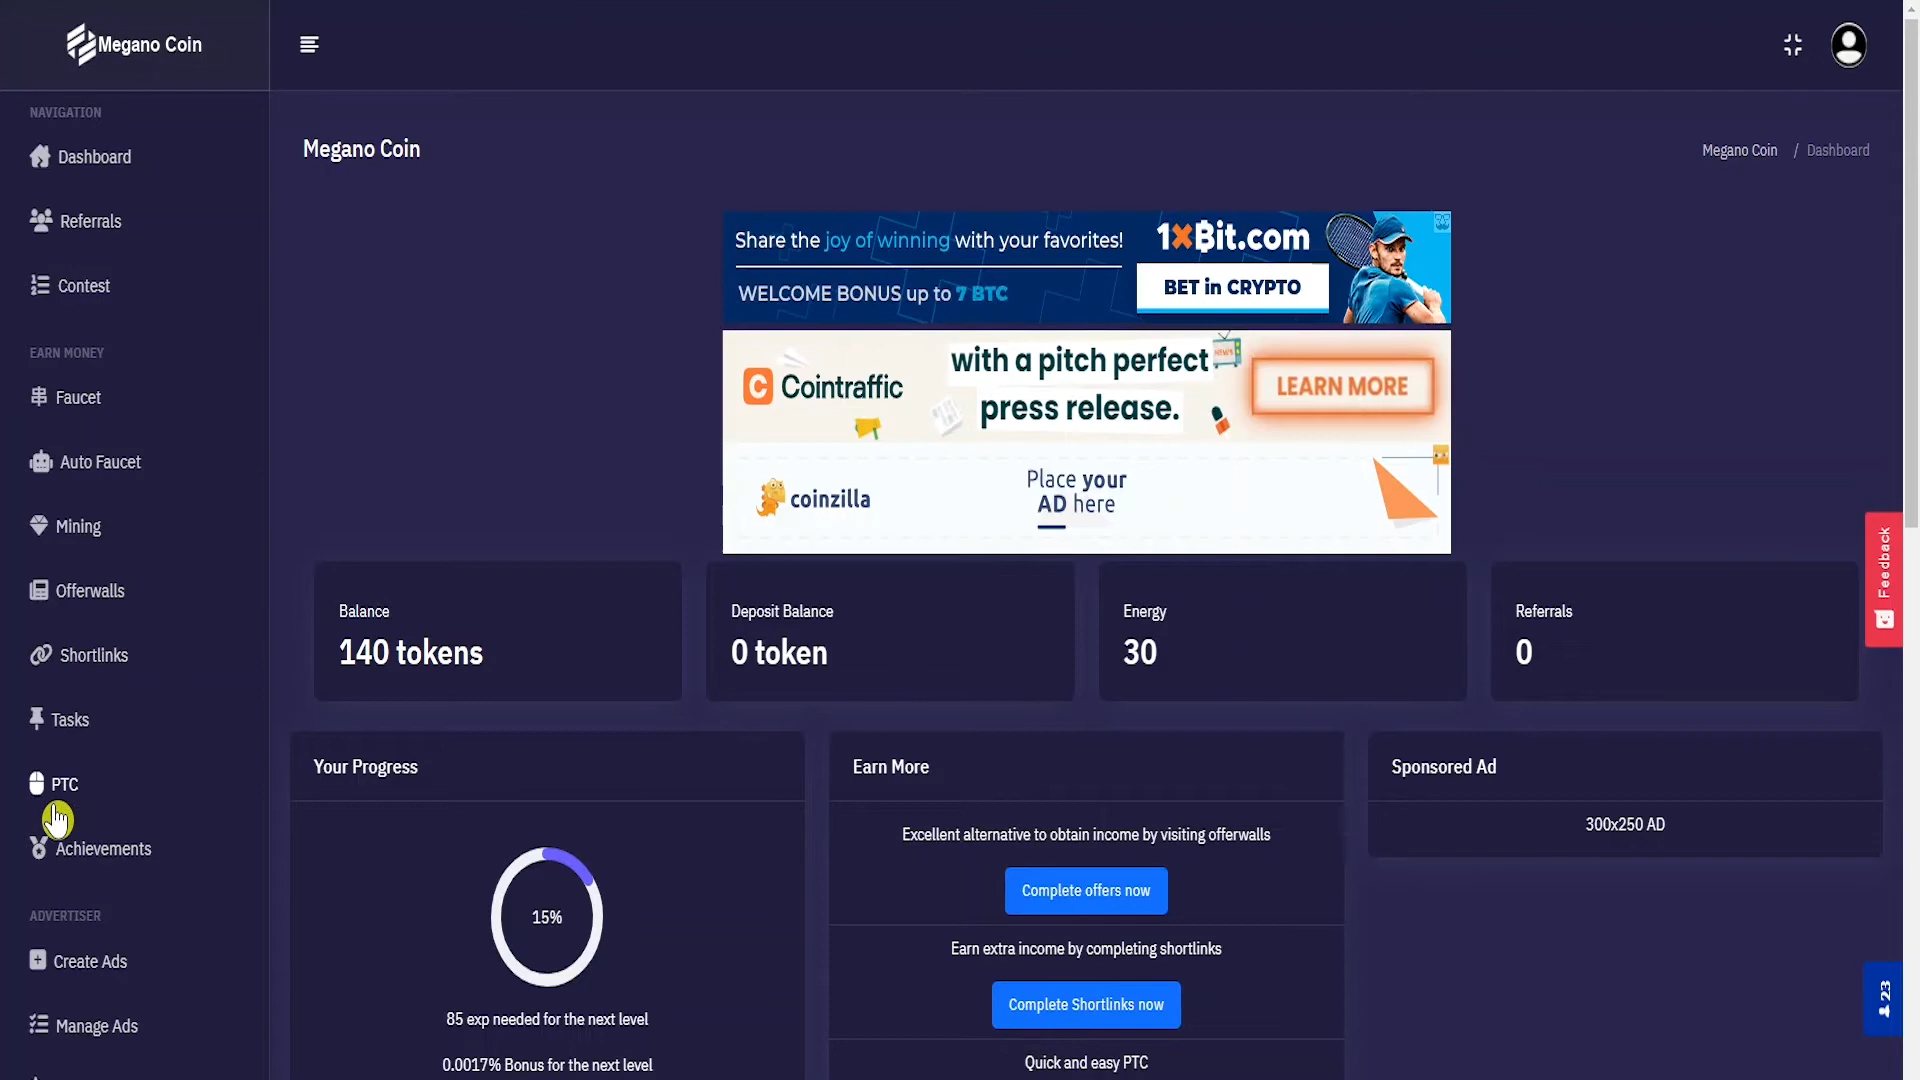 Megano Coin
NAVIGATION
Dashboard
Referrals
Contest
EARN MONEY
Faucet
Auto Faucet
Mining
Offerwalls
Shortlinks
Tasks
PTC
Achievements
ADVERTISER
Create Ads
Manage Ads
Megano Coin
Megano Coin / Dashboard
Share the joy of winning with your favorites!
WELCOME BONUS up to 7 BTC
1xBit.com
BET in CRYPTO
C Cointraffic
with a pitch perfect
press release.
NEWS
LEARN MORE
coinzilla
Place your
AD here
Balance
140 tokens
Deposit Balance
0 token
Energy
30
Referrals
0
Your Progress
15%
85 exp needed for the next level
0.0017% Bonus for the next level
Earn More
Excellent alternative to obtain income by visiting offerwalls
Complete offers now
Earn extra income by completing shortlinks
Complete Shortlinks now
Quick and easy PTC
Sponsored Ad
300x250 AD
Feedback
23